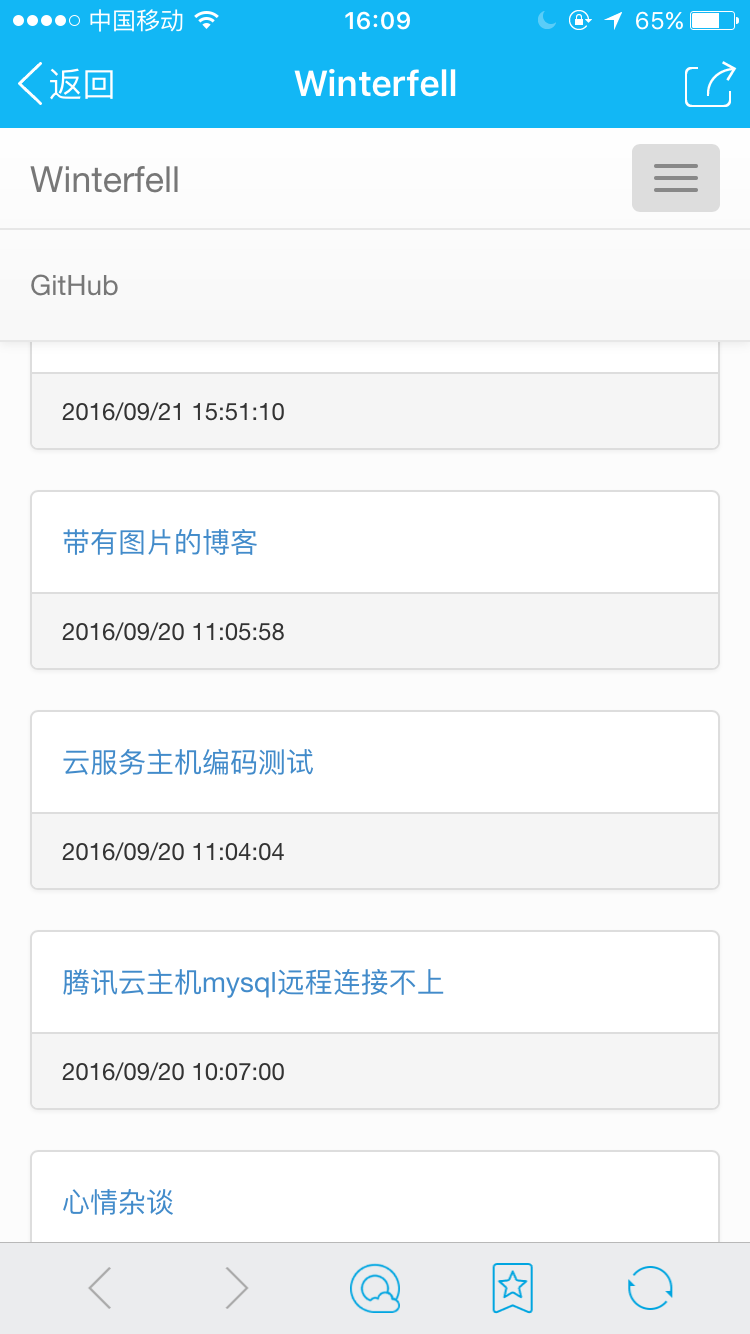 中国移动 16:09 65%
返回 Winterfell
Winterfell
GitHub
2016/09/21 15:51:10
带有图片的博客
2016/09/20 11:05:58
云服务主机编码测试
2016/09/20 11:04:04
腾讯云主机mysql远程连接不上
2016/09/20 10:07:00
心情杂谈